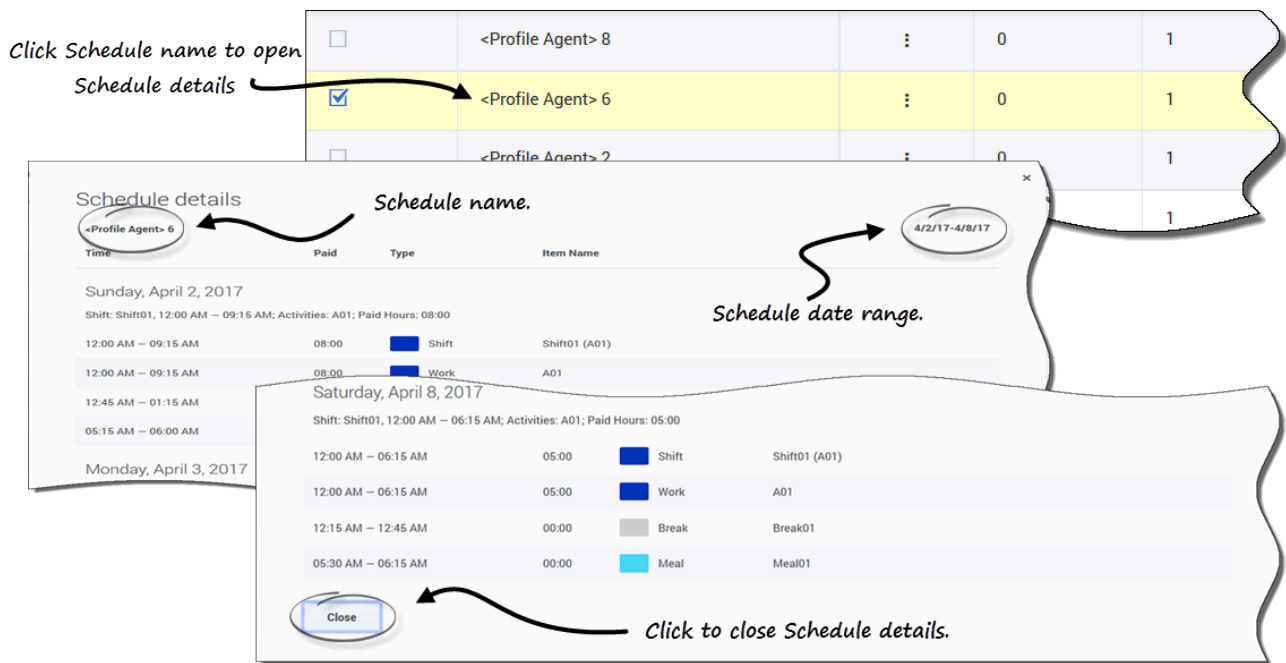 Click Schedule name to open
Schedule details
<Profile Agent> 8 0 1
<Profile Agent> 6 0 1
<Profile Agent> 2 0 1
1
Schedule details
×
Schedule name.
<Profile Agent> 6
4/2/17-4/8/17
Time Paid Type Item Name
Schedule date range.
Sunday, April 2, 2017
Shift: Shift01, 12:00 AM — 09:15 AM; Activities: A01; Paid Hours: 08:00
12:00 AM — 09:15 AM 08:00 Shift Shift01 (A01)
12:00 AM — 09:15 AM 08:00 Work A01
12:45 AM — 01:15 AM
05:15 AM — 06:00 AM
Monday, April 3, 2017
Saturday, April 8, 2017
Shift: Shift01, 12:00 AM — 06:15 AM; Activities: A01; Paid Hours: 05:00
12:00 AM — 06:15 AM 05:00 Shift Shift01 (A01)
12:00 AM — 06:15 AM 05:00 Work A01
12:15 AM — 12:45 AM 00:00 Break Break01
05:30 AM — 06:15 AM 00:00 Meal Meal01
Close
Click to close Schedule details.